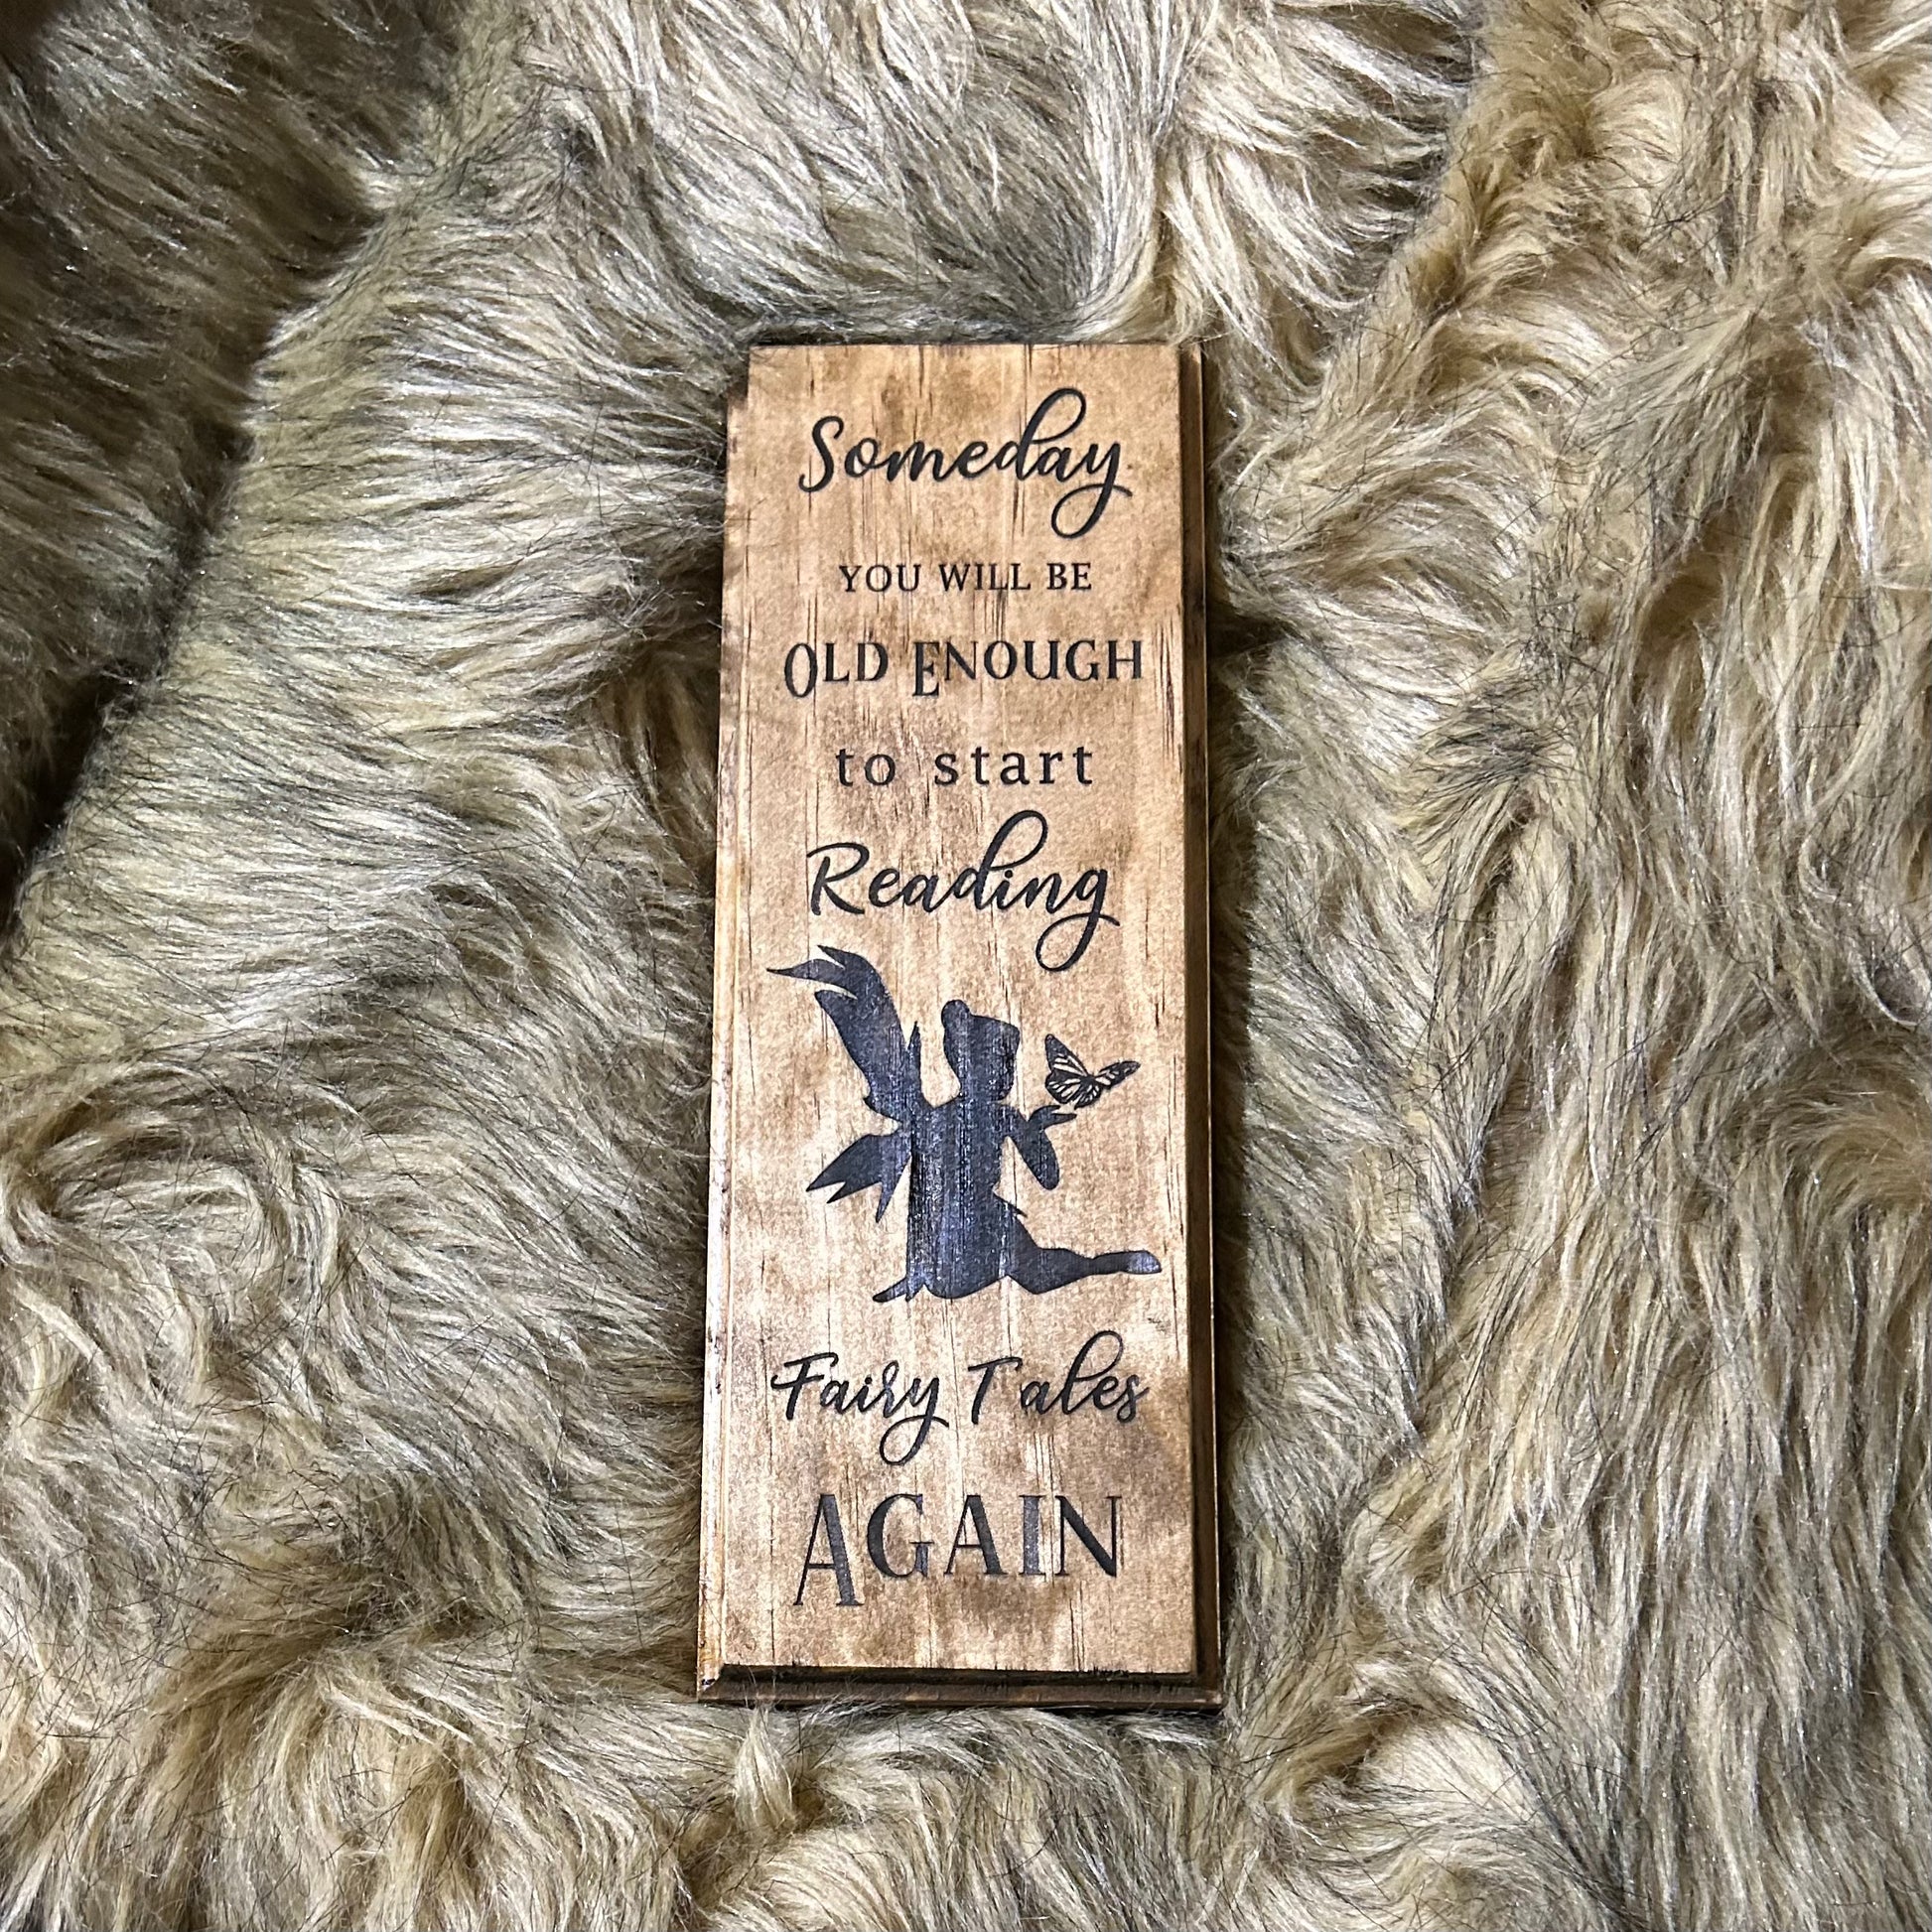 Someday
YOU WILL BE
OLD ENOUGH
to start
Reading
Fairy Tales
AGAIN